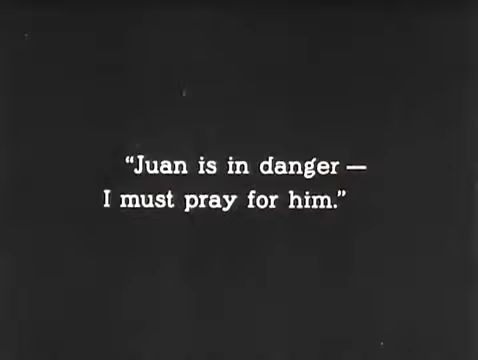 “Juan is in danger —
I must pray for him.”